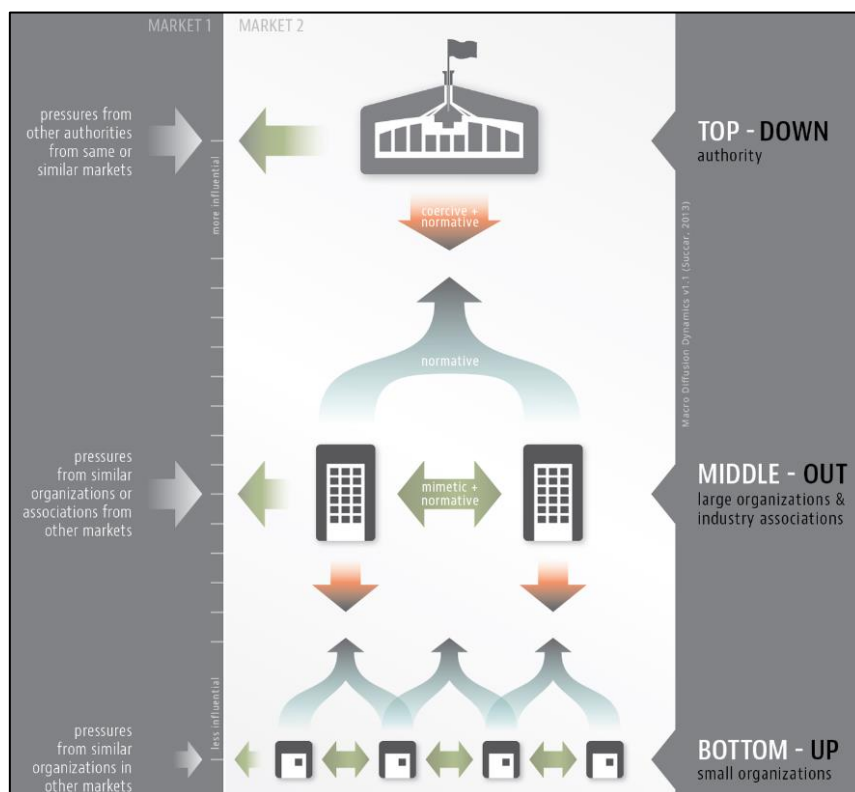 MARKET 1
MARKET 2
pressures from
other authorities
from same or
similar markets
more influential
TOP - DOWN
authority
coercive +
normative
Macro Diffusion Dynamics v1.1 (Succar, 2013)
normative
pressures
from similar
organizations or
associations from
other markets
mimetic +
normative
MIDDLE - OUT
large organizations &
industry associations
less influential
pressures
from similar
organizations in
other markets
BOTTOM - UP
small organizations